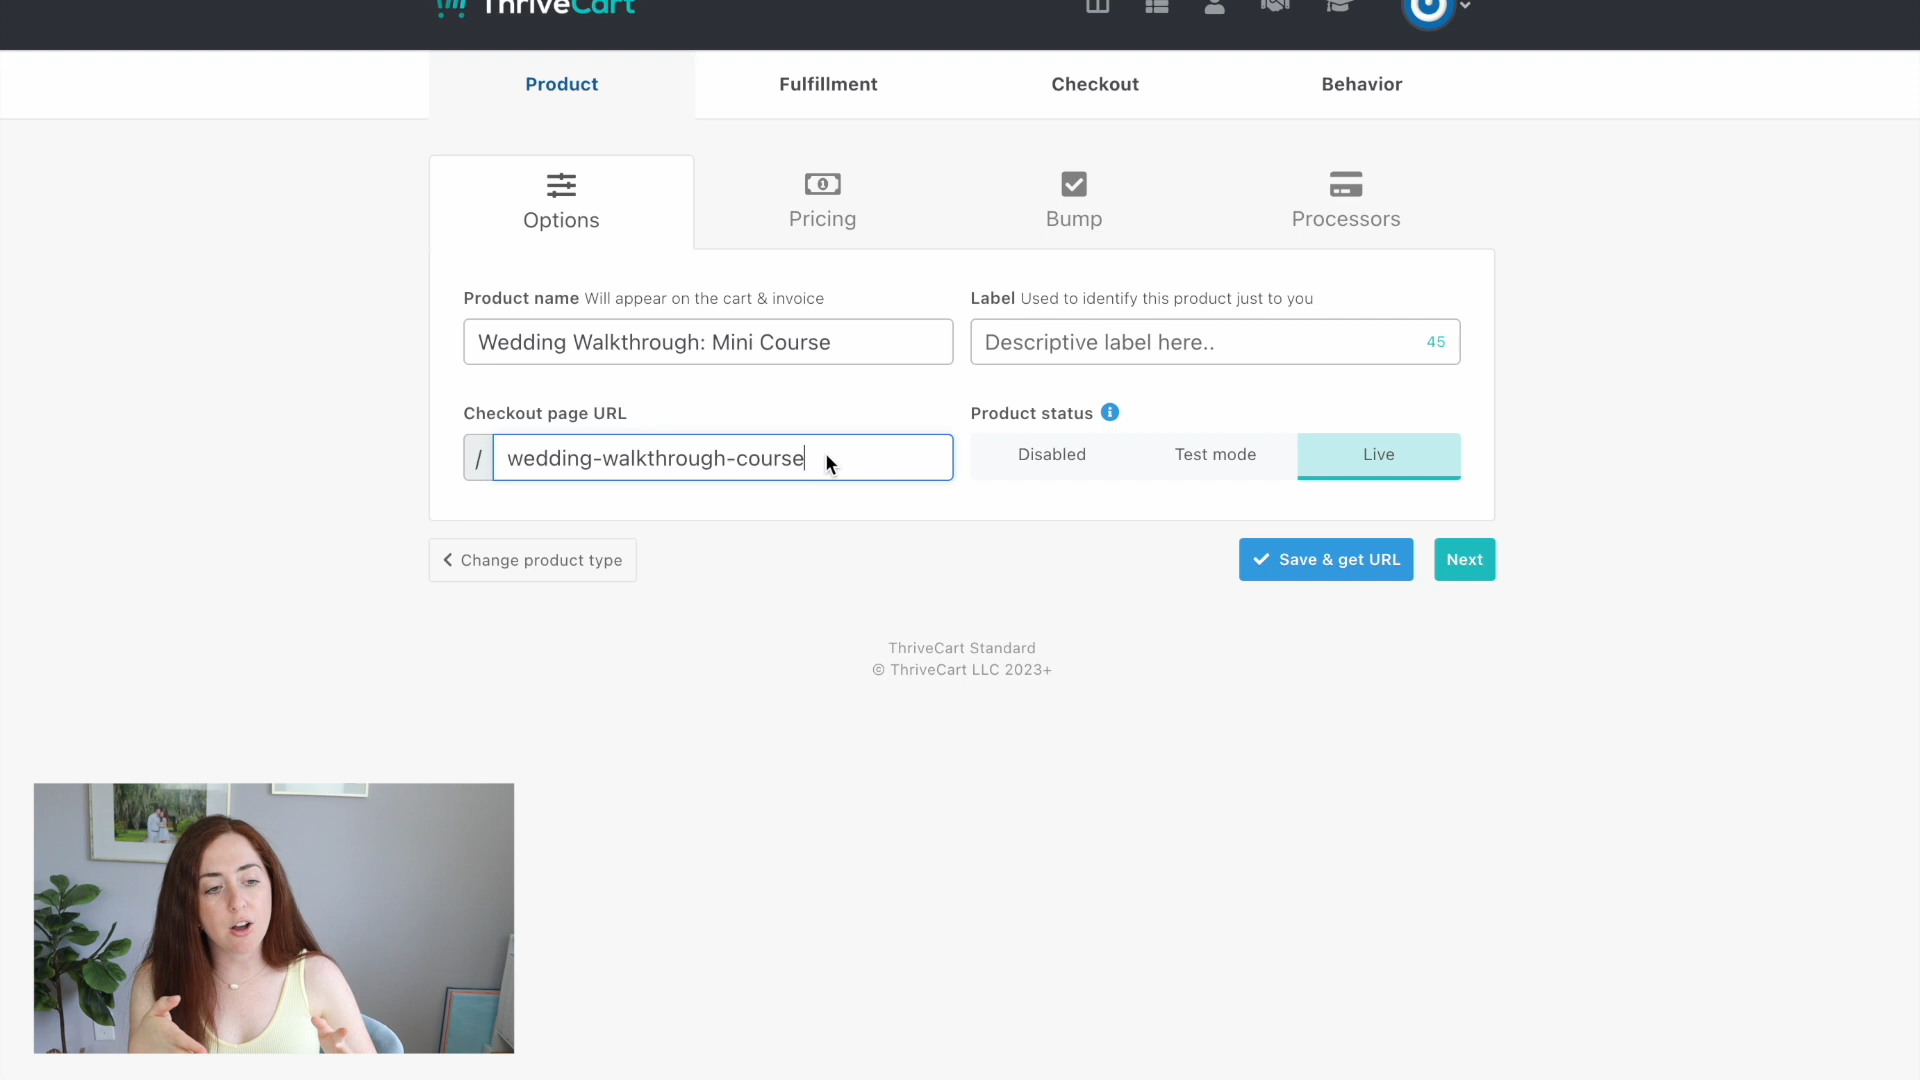 ThriveCart
Product
Fulfillment
Checkout
Behavior
Options
Pricing
Bump
Processors
Product name Will appear on the cart & invoice
Label Used to identify this product just to you
Wedding Walkthrough: Mini Course
Descriptive label here..
45
Checkout page URL
Product status
/ wedding-walkthrough-course
Disabled
Test mode
Live
Change product type
Save & get URL
Next
ThriveCart Standard
© ThriveCart LLC 2023+